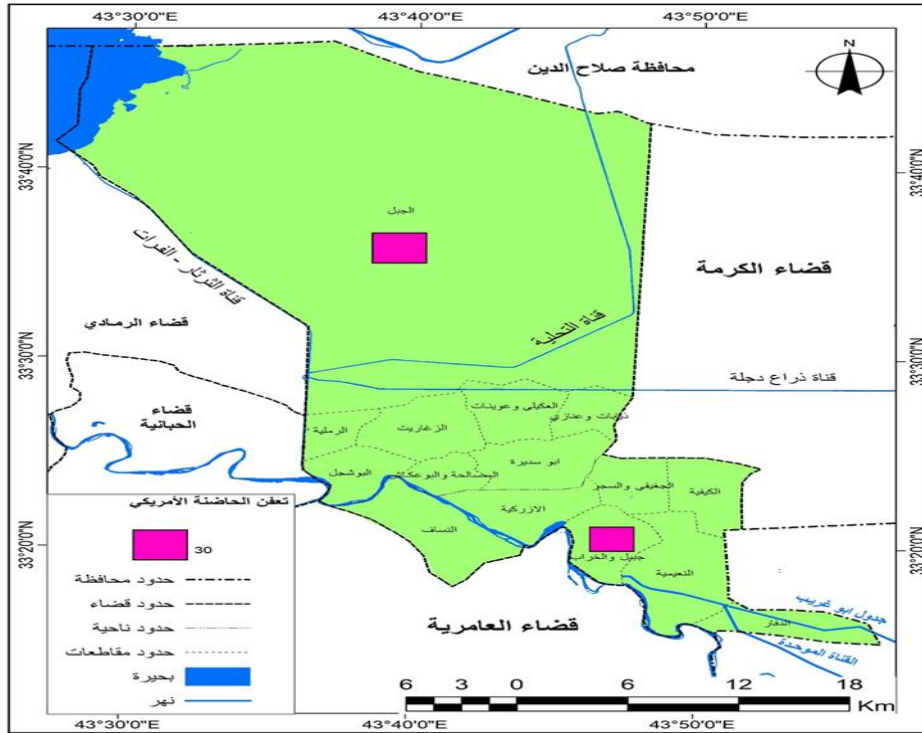 43°30'0"E
43°40'0"E
43°50'0"E
33°40'0"N
33°30'0"N
33°20'0"N
33°40'0"N
33°30'0"N
33°20'0"N
N
محافظة صلاح الدين
الجبل
قضاء الكرمة
قناة الثرثار - الفرات
قضاء الرمادي
قناة التحلية
قناة ذراع دجلة
قضاء الحبانية
العكيلي وعوينات
ذيابات وعنازي
الزغاريت
الرملية
ابو سديرة
البوشجل
المصالحة والبوعكاش
الجغيفي والسجر
الكيفية
الازركية
النساف
جبيل والخراب
النعيمية
الدفار
قضاء العامرية
جدول ابو غريب
القناة الموحدة
تعفن الحاضنة الأمريكي
30
حدود محافظة
حدود قضاء
حدود ناحية
حدود مقاطعات
بحيرة
نهر
6 3 0 6 12 18
Km
43°30'0"E
43°40'0"E
43°50'0"E